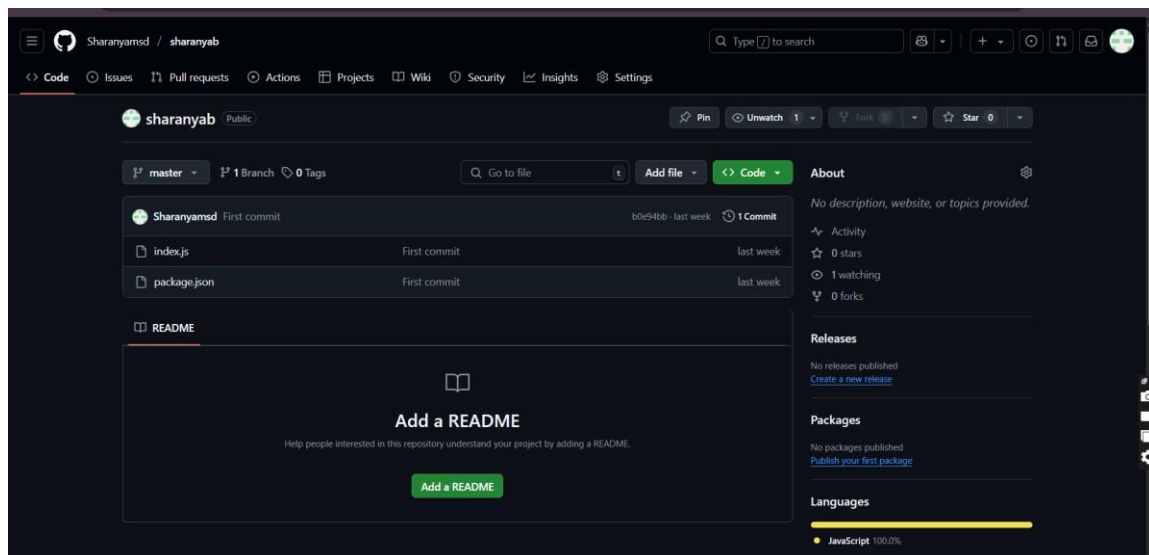 Sharanyamsd / sharanyab
Type / to search
Code Issues Pull requests Actions Projects Wiki Security Insights Settings
sharanyab Public
Pin Unwatch 1 Fork 0 Star 0
master 1 Branch 0 Tags Go to file t Add file Code
Sharanyamsd First commit b0e94bb · last week 1 Commit
index.js First commit last week
package.json First commit last week
README
Add a README
Help people interested in this repository understand your project by adding a README.
Add a README
About
No description, website, or topics provided.
Activity
0 stars
1 watching
0 forks
Releases
No releases published
Create a new release
Packages
No packages published
Publish your first package
Languages
JavaScript 100.0%